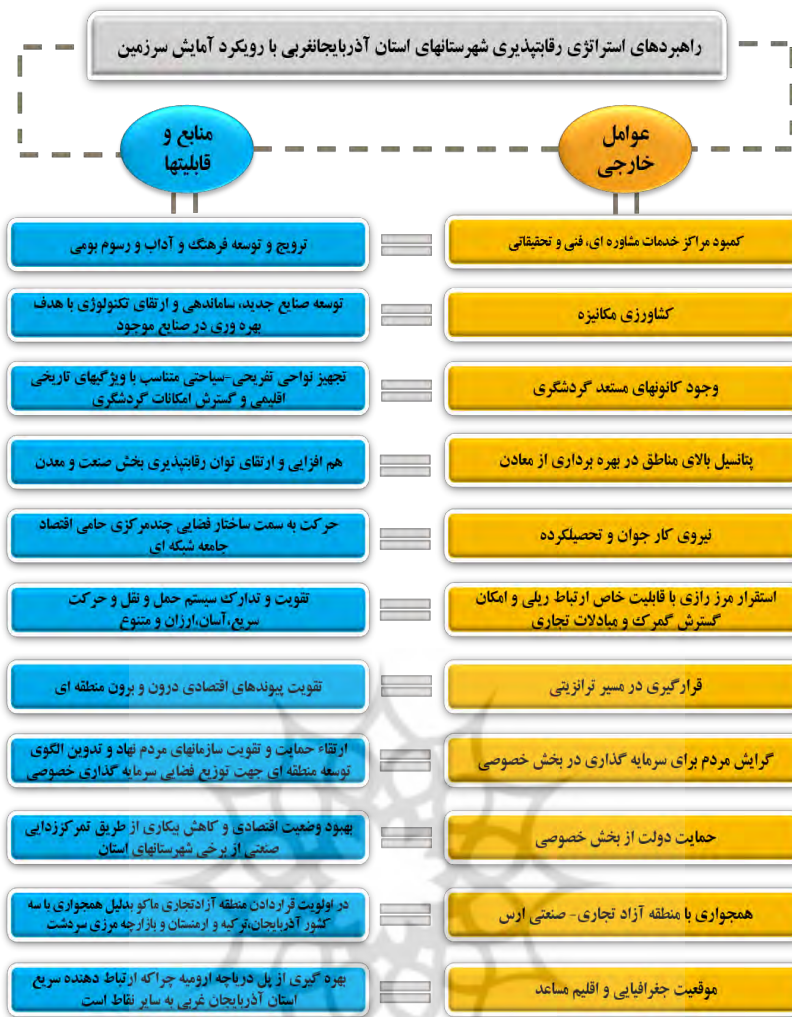 راهبردهای استراتژی رقابتپذیری شهرستانهای استان آذربایجانغربی با رویکرد آمایش سرزمین
عوامل
خارجی
منابع و
قابلیتها
کمبود مراکز خدمات مشاوره ای، فنی و تحقیقاتی
ترویج و توسعه فرهنگ و آداب و رسوم بومی
کشاورزی مکانیزه
توسعه صنایع جدید، ساماندهی و ارتقای تکنولوژی با هدف
بهره وری در صنایع موجود
وجود کانونهای مستعد گردشگری
تجهیز نواحی تفریحی-سیاحتی متناسب با ویژگیهای تاریخی
اقلیمی و گسترش امکانات گردشگری
پتانسیل بالای مناطق در بهره برداری از معادن
هم افزایی و ارتقای توان رقابتپذیری بخش صنعت و معدن
نیروی کار جوان و تحصیلکرده
حرکت به سمت ساختار فضایی چندمرکزی حامی اقتصاد
جامعه شبکه ای
استقرار مرز رازی با قابلیت خاص ارتباط ریلی و امکان
گسترش گمرک و مبادلات تجاری
تقویت و تدارک سیستم حمل و نقل و حرکت
سریع،آسان،ارزان و متنوع
قرارگیری در مسیر ترانزیتی
تقویت پیوندهای اقتصادی درون و برون منطقه ای
گرایش مردم برای سرمایه گذاری در بخش خصوصی
ارتقاء حمایت و تقویت سازمانهای مردم نهاد و تدوین الگوی
توسعه منطقه ای جهت توزیع فضایی سرمایه گذاری خصوصی
حمایت دولت از بخش خصوصی
بهبود وضعیت اقتصادی و کاهش بیکاری از طریق تمرکززدایی
صنعتی از برخی شهرستانهای استان
همجواری با منطقه آزاد تجاری- صنعتی ارس
در اولویت قراردادن منطقه آزادتجاری ماکو بدلیل همجواری با سه
کشور آذربایجان،ترکیه و ارمنستان و بازارچه مرزی سردشت
موقعیت جغرافیایی و اقلیم مساعد
بهره گیری از پل دریاچه ارومیه چراکه ارتباط دهنده سریع
استان آذربایجان غربی به سایر نقاط است